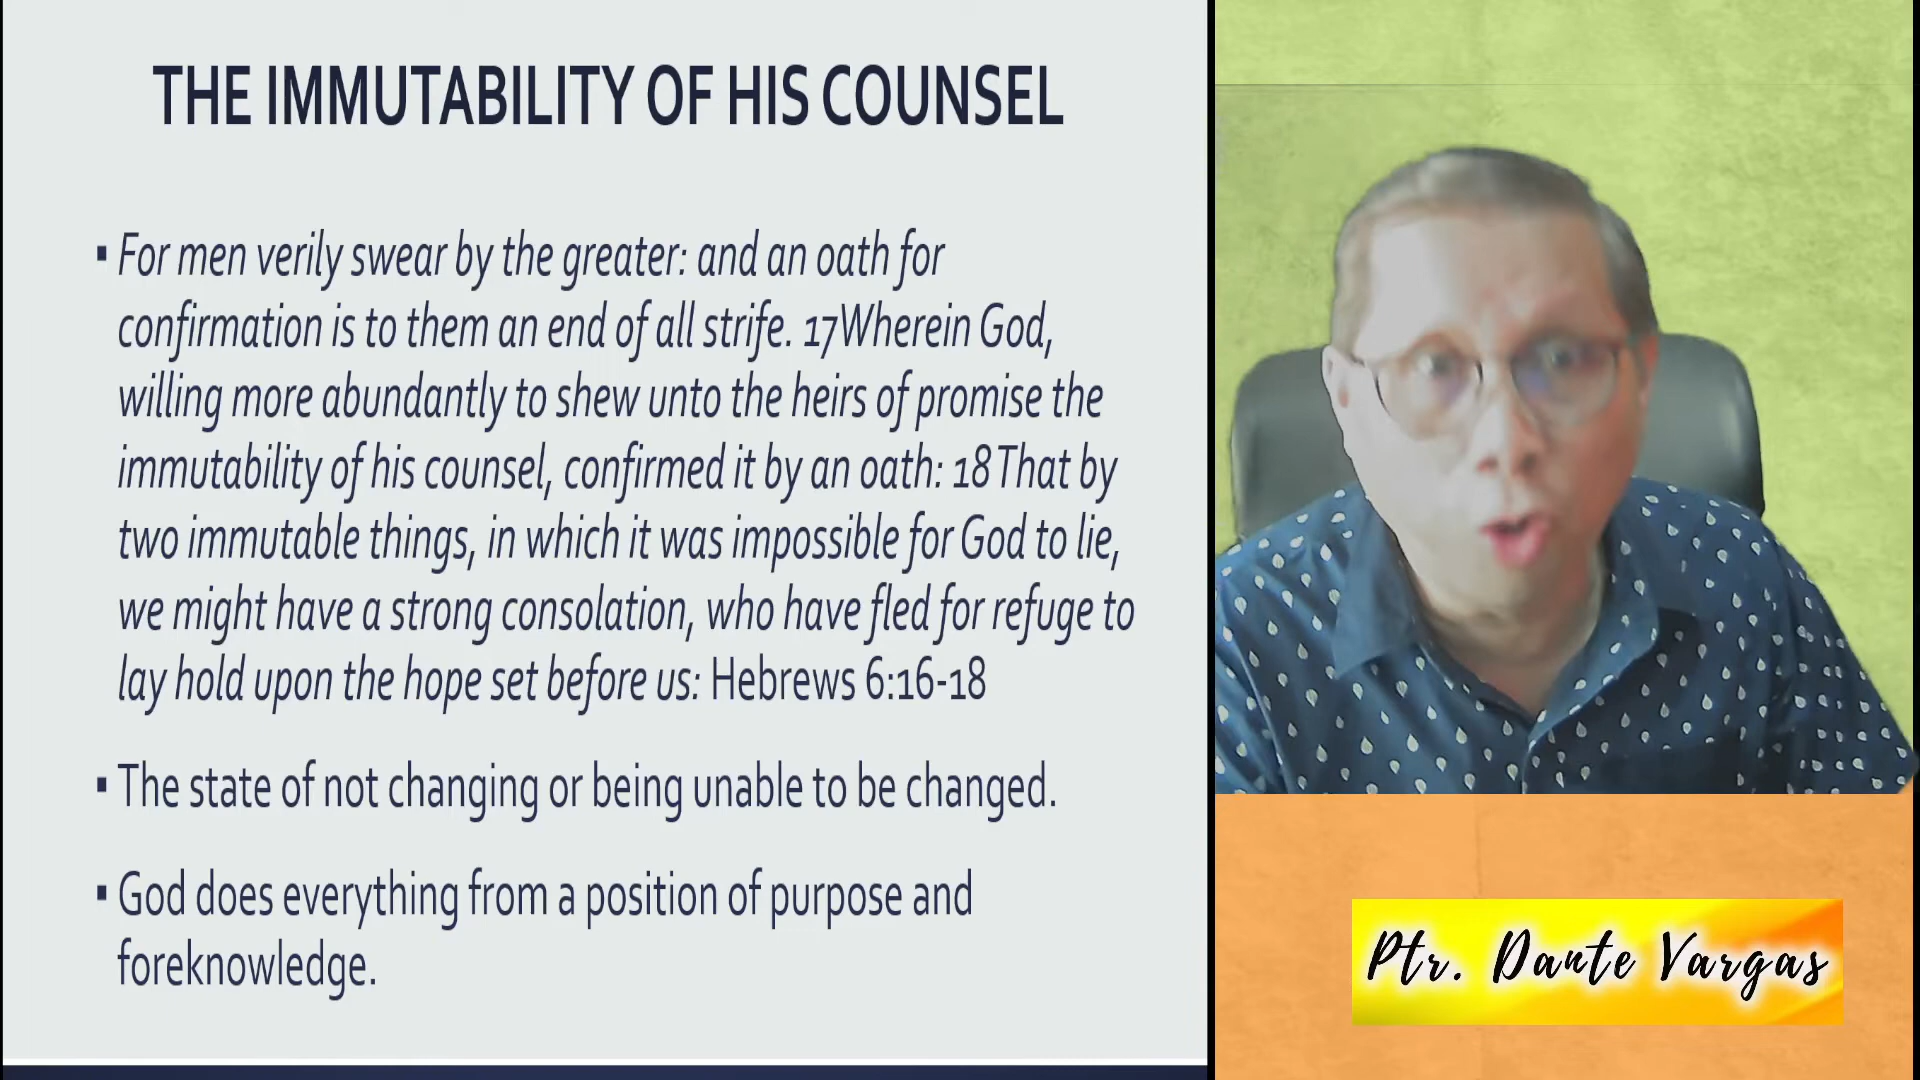 THE IMMUTABILITY OF HIS COUNSEL
▪ For men verily swear by the greater: and an oath for
confirmation is to them an end of all strife. 17Wherein God,
willing more abundantly to shew unto the heirs of promise the
immutability of his counsel, confirmed it by an oath: 18That by
two immutable things, in which it was impossible for God to lie,
we might have a strong consolation, who have fled for refuge to
lay hold upon the hope set before us: Hebrews 6:16-18
▪ The state of not changing or being unable to be changed.
▪ God does everything from a position of purpose and
foreknowledge.
Ptr. Dante Vargas